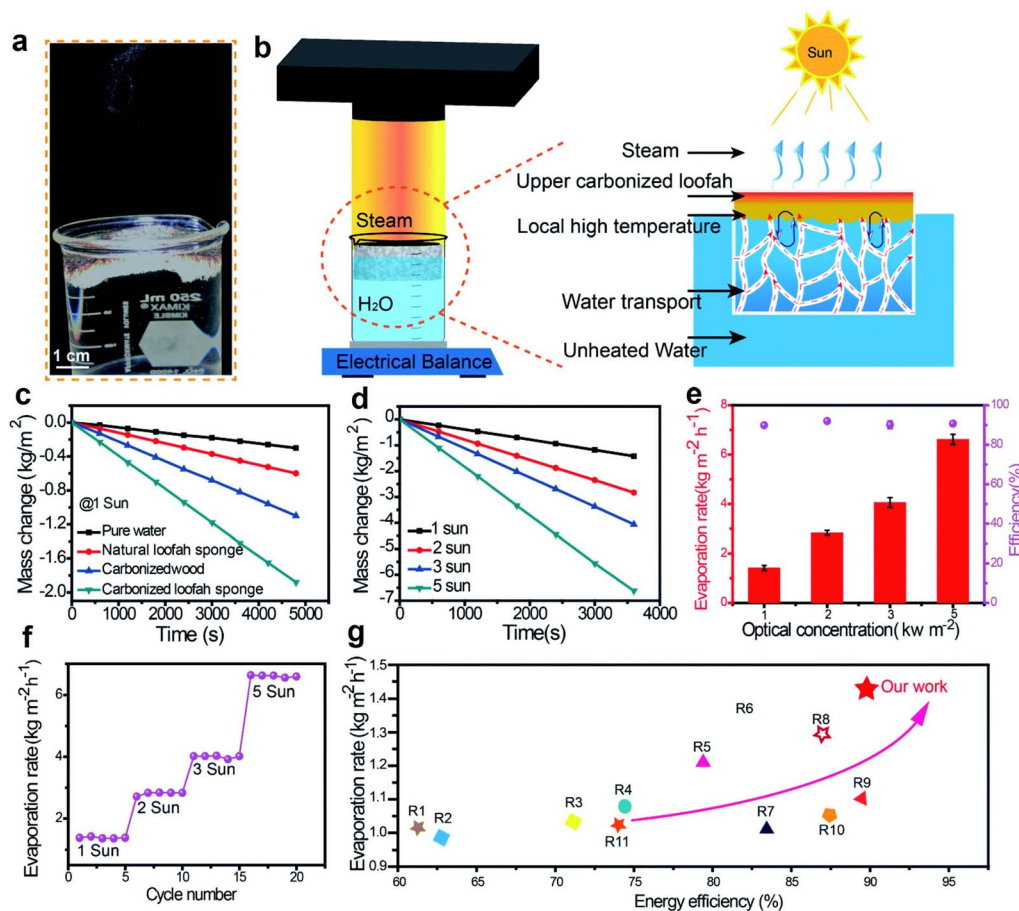 a
250 mL
KIMAX
KIMBLE
1 cm
b
Steam
H₂O
Electrical Balance
Sun
Steam
Upper carbonized loofah
Local high temperature
Water transport
Unheated Water
c
Mass change (kg/m²)
0.0
-0.4
-0.8
-1.2
-1.6
-2.0
@1 Sun
Pure water
Natural loofah sponge
Carbonizedwood
Carbonized loofah sponge
0 1000 2000 3000 4000 5000
Time (s)
d
Mass change (kg/m²)
0
-1
-2
-3
-4
-5
-6
-7
1 sun
2 sun
3 sun
5 sun
0 800 1600 2400 3200 4000
Time(s)
e
Evaporation rate(kg m⁻² h⁻¹)
8
6
4
2
0
100
80
60
40
20
0
Efficiency(%)
1 2 3 5
Optical concentration( kw m⁻²)
f
Evaporation rate (kg m⁻² h⁻¹)
6
4
2
1 Sun
2 Sun
3 Sun
5 Sun
0 5 10 15 20
Cycle number
g
Evaporation rate (kg m⁻² h⁻¹)
1.5
1.4
1.3
1.2
1.1
1.0
0.9
Our work
R6
R8
R5
R9
R4
R3
R1
R2
R11
R7
R10
60 65 70 75 80 85 90 95
Energy efficiency (%)